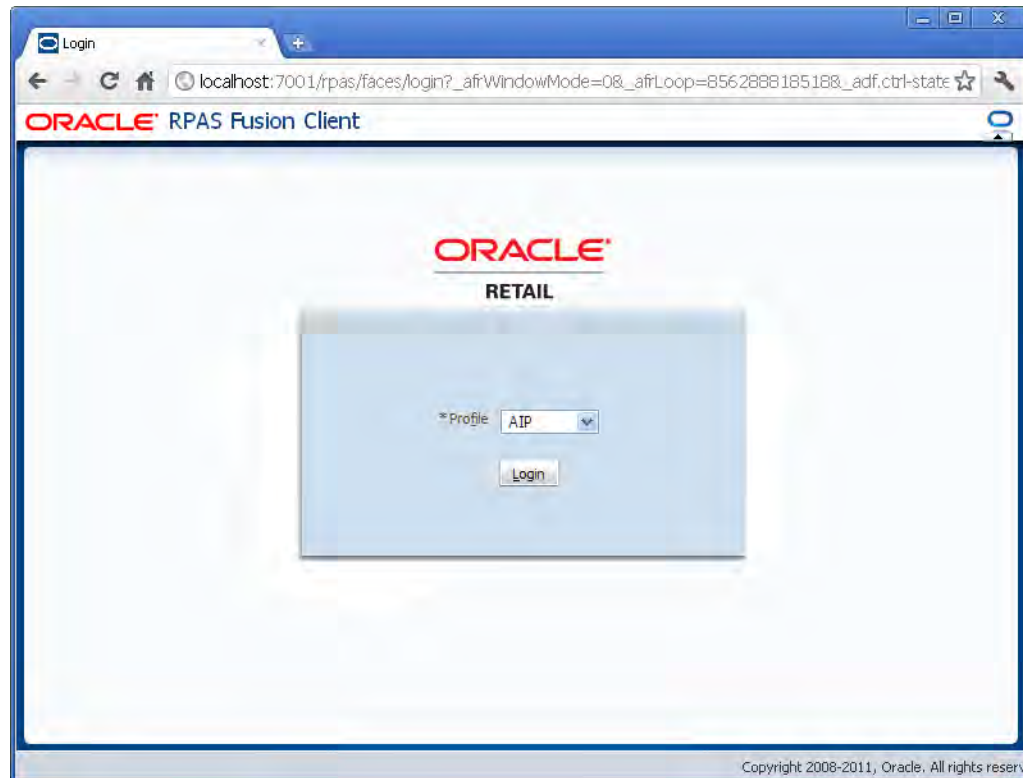 Login
localhost:7001/rpas/faces/login?_afrWindowMode=0&_afrLoop=856288818518&_adf.ctrl-state
ORACLE® RPAS Fusion Client
ORACLE®
RETAIL
* Profile AIP
Login
Copyright 2008-2011, Oracle. All rights reserv